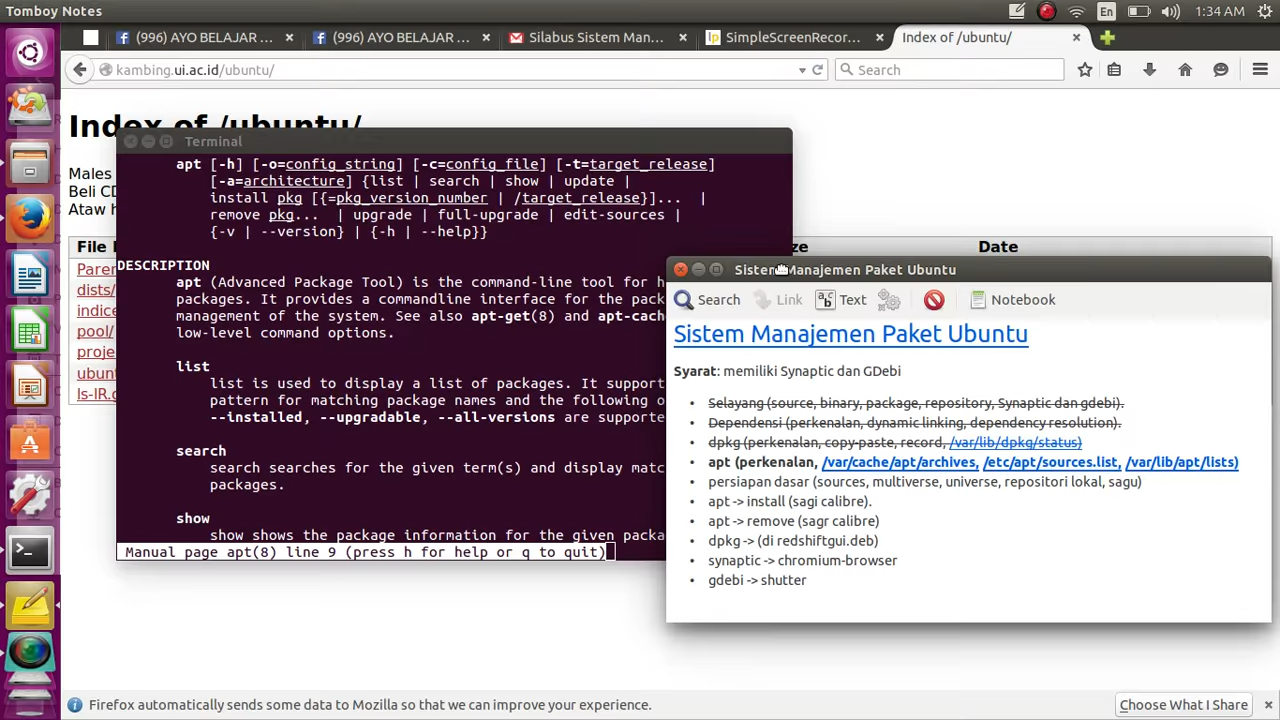 Tomboy Notes
En
1:34 AM
(996) AYO BELAJAR ...
(996) AYO BELAJAR ...
Silabus Sistem Man...
SimpleScreenRecor...
Index of /ubuntu/
kambing.ui.ac.id/ubuntu/
Search
Index of /ubuntu/
Males
Beli CD
Ataw h
File
Date
Paren
dists/
indice
pool/
proje
ubunt
ls-lR.g
Terminal
apt [-h] [-o=config_string] [-c=config_file] [-t=target_release]
[-a=architecture] {list | search | show | update |
install pkg [{=pkg_version_number | /target_release}]... |
remove pkg... | upgrade | full-upgrade | edit-sources |
{-v | --version} | {-h | --help}}
DESCRIPTION
apt (Advanced Package Tool) is the command-line tool for h
packages. It provides a commandline interface for the pack
management of the system. See also apt-get(8) and apt-cac
low-level command options.
list
list is used to display a list of packages. It support
pattern for matching package names and the following o
--installed, --upgradable, --all-versions are supporte
search
search searches for the given term(s) and display matc
packages.
show
show shows the package information for the given packa
Manual page apt(8) line 9 (press h for help or q to quit)
Sistem Manajemen Paket Ubuntu
Search
Link
Text
Notebook
Sistem Manajemen Paket Ubuntu
Syarat: memiliki Synaptic dan GDebi
• Selayang (source, binary, package, repository, Synaptic dan gdebi).
• Dependensi (perkenalan, dynamic linking, dependency resolution).
• dpkg (perkenalan, copy-paste, record, /var/lib/dpkg/status)
• apt (perkenalan, /var/cache/apt/archives, /etc/apt/sources.list, /var/lib/apt/lists)
• persiapan dasar (sources, multiverse, universe, repositori lokal, sagu)
• apt -> install (sagi calibre).
• apt -> remove (sagr calibre)
• dpkg -> (di redshiftgui.deb)
• synaptic -> chromium-browser
• gdebi -> shutter
Firefox automatically sends some data to Mozilla so that we can improve your experience.
Choose What I Share